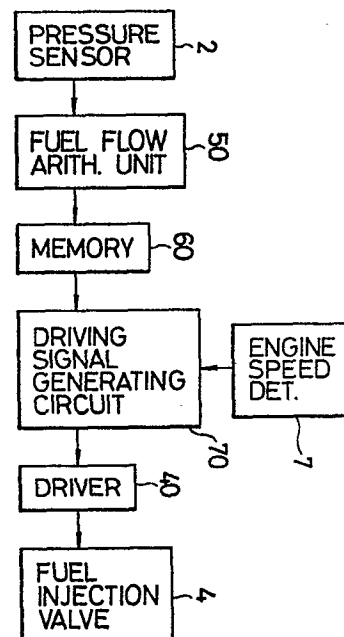 PRESSURE
SENSOR
2
FUEL FLOW
ARITH. UNIT
50
MEMORY
60
DRIVING
SIGNAL
GENERATING
CIRCUIT
70
ENGINE
SPEED
DET.
7
DRIVER
40
FUEL
INJECTION
VALVE
4